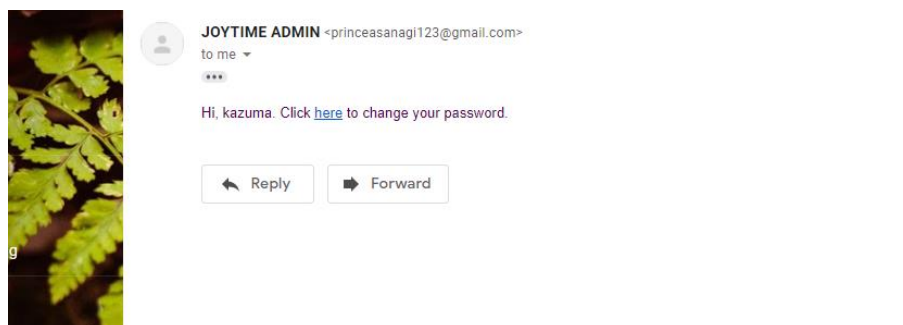 JOYTIME ADMIN <princeasanagi123@gmail.com>
to me
Hi, kazuma. Click here to change your password.
Reply
Forward
g